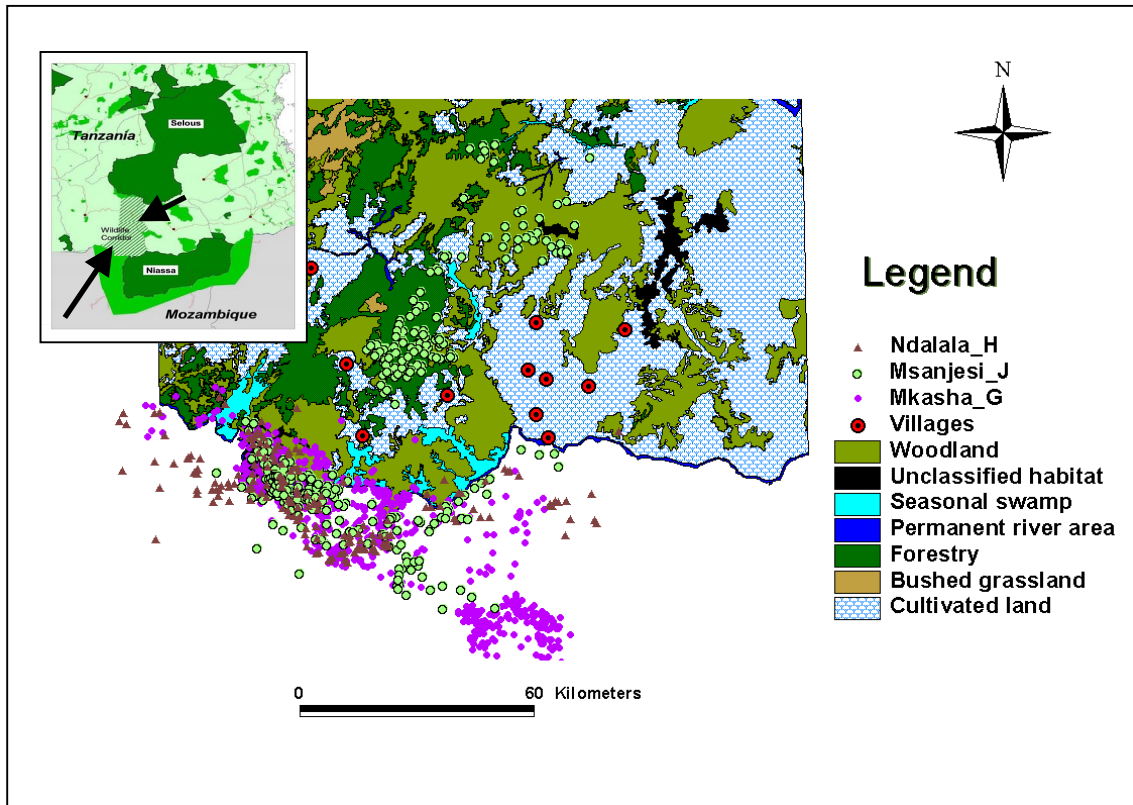 Selous
Tanzania
Wildlife
Corridor
Niassa
Mozambique
N
Legend
Ndalala_H
Msanjesi_J
Mkasha_G
Villages
Woodland
Unclassified habitat
Seasonal swamp
Permanent river area
Forestry
Bushed grassland
Cultivated land
0 60 Kilometers